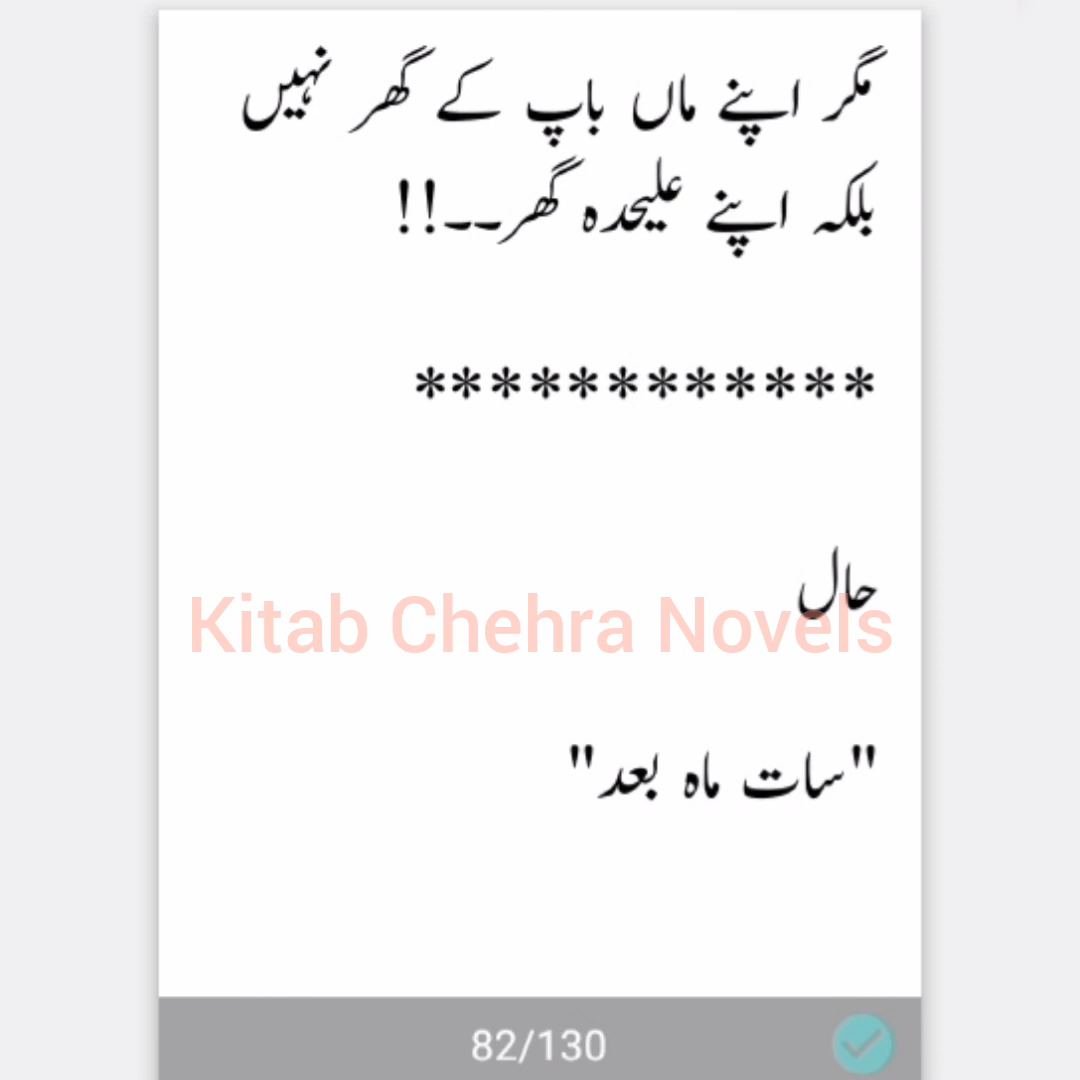 مگر اپنے ماں باپ کے گھر نہیں
بلکہ اپنے علیحدہ گھر۔۔!!
************
حال
Kitab Chehra Novels
"سات ماہ بعد"
82/130